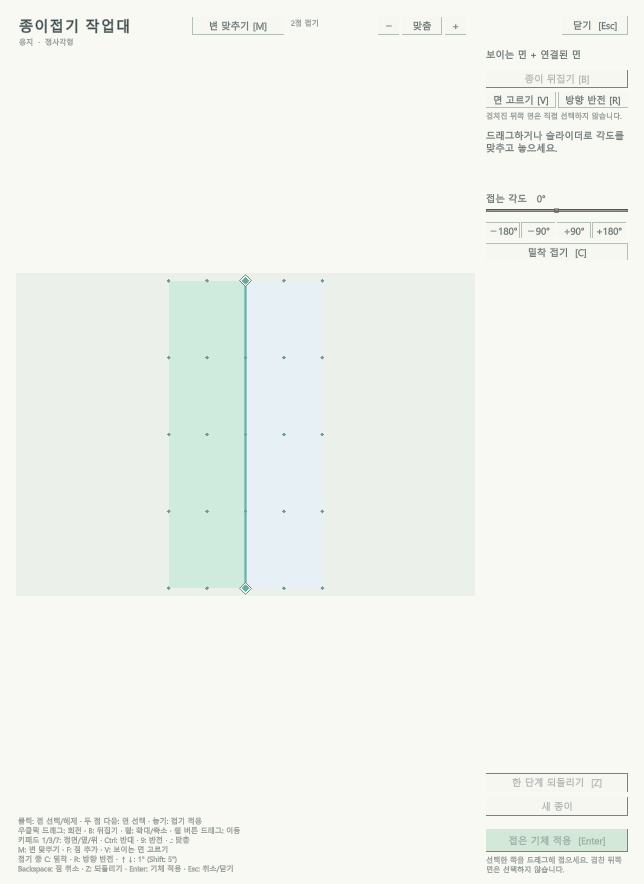 종이접기 작업대
용지 · 정사각형
변 맞추기 [M]
2점 접기
−
맞춤
+
닫기 [Esc]
보이는 면 + 연결된 면
종이 뒤집기 [B]
면 고르기 [V]
방향 반전 [R]
겹쳐진 뒤쪽 면은 직접 선택하지 않습니다.
드래그하거나 슬라이더로 각도를
맞추고 놓으세요.
접는 각도 0°
−180°
−90°
+90°
+180°
밀착 접기 [C]
한 단계 되돌리기 [Z]
새 종이
접은 기체 적용 [Enter]
선택한 쪽을 드래그해 접으세요. 겹친 뒤쪽
면은 선택되지 않습니다.
클릭: 점 선택/해제 · 두 점 다음: 면 선택 · 놓기: 접기 적용
우클릭 드래그: 회전 · B: 뒤집기 · 휠: 확대/축소 · 휠 버튼 드래그: 이동
키패드 1/3/7: 정면/옆/위 · Ctrl: 반대 · 9: 반전 · .: 맞춤
M: 변 맞추기 · F: 점 추가 · V: 보이는 면 고르기
접기 중 C: 밀착 · R: 방향 반전 · ↑↓: 1° (Shift: 5°)
Backspace: 점 취소 · Z: 되돌리기 · Enter: 기체 적용 · Esc: 취소/닫기